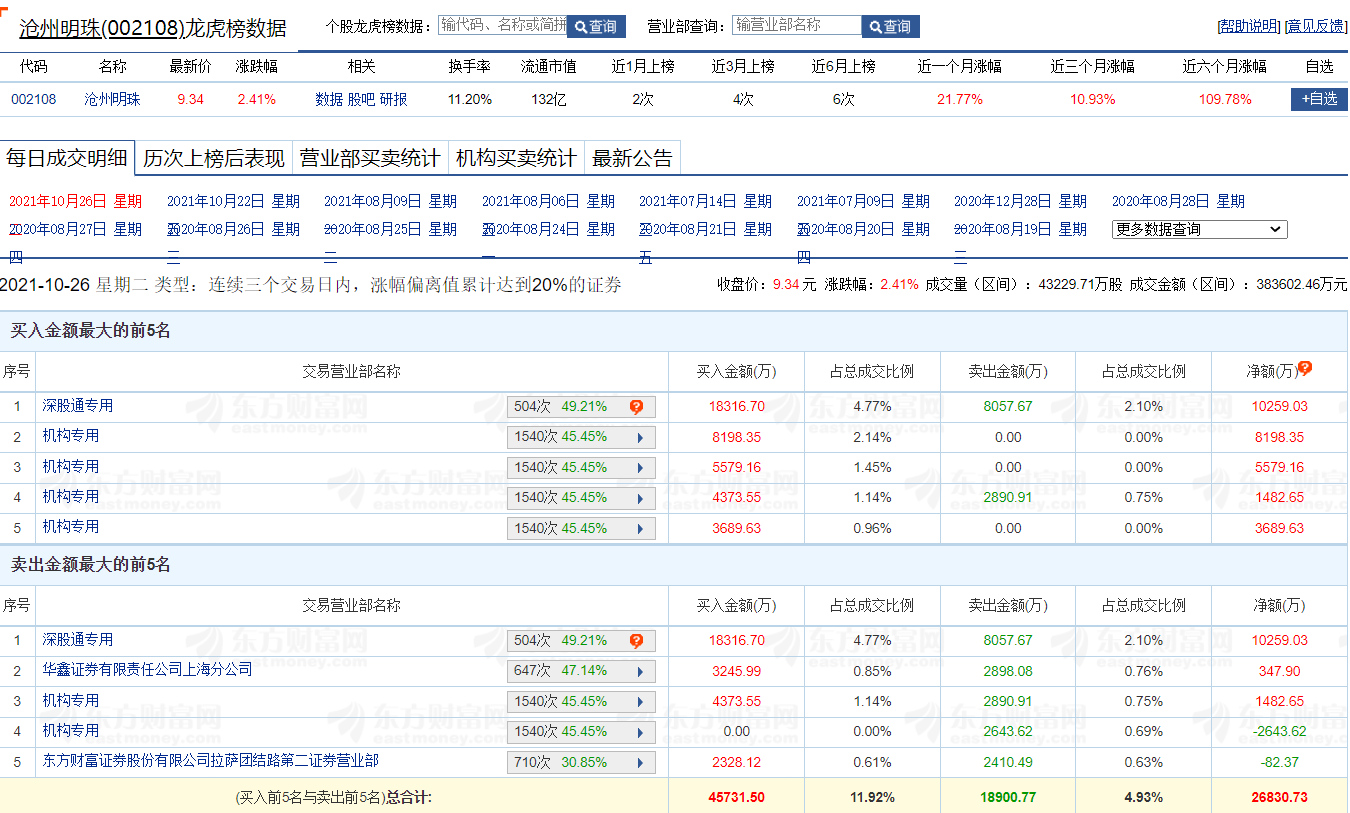 沧州明珠(002108)龙虎榜数据 个股龙虎榜数据： 输代码、名称或简拼 查询 营业部查询： 输营业部名称 查询 [帮助说明] [意见反馈]
代码 名称 最新价 涨跌幅 相关 换手率 流通市值 近1月上榜 近3月上榜 近6月上榜 近一个月涨幅 近三个月涨幅 近六个月涨幅 自选
002108 沧州明珠 9.34 2.41% 数据 股吧 研报 11.20% 132亿 2次 4次 6次 21.77% 10.93% 109.78% +自选
每日成交明细 历次上榜后表现 营业部买卖统计 机构买卖统计 最新公告
2021年10月26日 星期 2021年10月22日 星期 2021年08月09日 星期 2021年08月06日 星期 2021年07月14日 星期 2021年07月09日 星期 2020年12月28日 星期 2020年08月28日 星期
2020年08月27日 星期 2020年08月26日 星期 2020年08月25日 星期 2020年08月24日 星期 2020年08月21日 星期 2020年08月20日 星期 2020年08月19日 星期 更多数据查询
四 三 二 一 五 四 三
2021-10-26 星期二 类型：连续三个交易日内，涨幅偏离值累计达到20%的证券 收盘价：9.34 元 涨跌幅：2.41% 成交量（区间）：43229.71万股 成交金额（区间）：383602.46万元
买入金额最大的前5名
序号 交易营业部名称 买入金额(万) 占总成交比例 卖出金额(万) 占总成交比例 净额(万)
1 深股通专用 504次 49.21% 18316.70 4.77% 8057.67 2.10% 10259.03
2 机构专用 1540次 45.45% 8198.35 2.14% 0.00 0.00% 8198.35
3 机构专用 1540次 45.45% 5579.16 1.45% 0.00 0.00% 5579.16
4 机构专用 1540次 45.45% 4373.55 1.14% 2890.91 0.75% 1482.65
5 机构专用 1540次 45.45% 3689.63 0.96% 0.00 0.00% 3689.63
卖出金额最大的前5名
序号 交易营业部名称 买入金额(万) 占总成交比例 卖出金额(万) 占总成交比例 净额(万)
1 深股通专用 504次 49.21% 18316.70 4.77% 8057.67 2.10% 10259.03
2 华鑫证券有限责任公司上海分公司 647次 47.14% 3245.99 0.85% 2898.08 0.76% 347.90
3 机构专用 1540次 45.45% 4373.55 1.14% 2890.91 0.75% 1482.65
4 机构专用 1540次 45.45% 0.00 0.00% 2643.62 0.69% -2643.62
5 东方财富证券股份有限公司拉萨团结路第二证券营业部 710次 30.85% 2328.12 0.61% 2410.49 0.63% -82.37
(买入前5名与卖出前5名)总合计: 45731.50 11.92% 18900.77 4.93% 26830.73